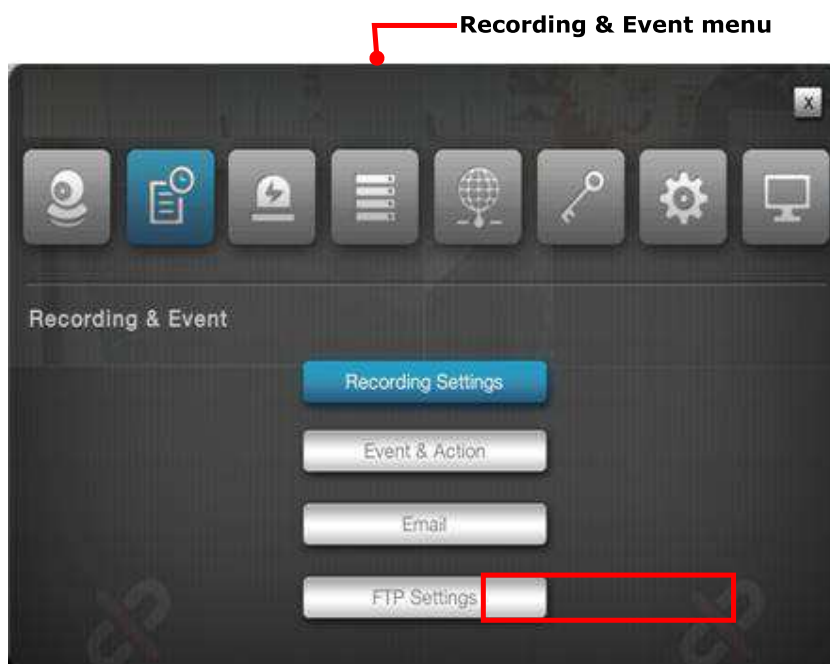 Recording & Event menu
X
Recording & Event
Recording Settings
Event & Action
Email
FTP Settings